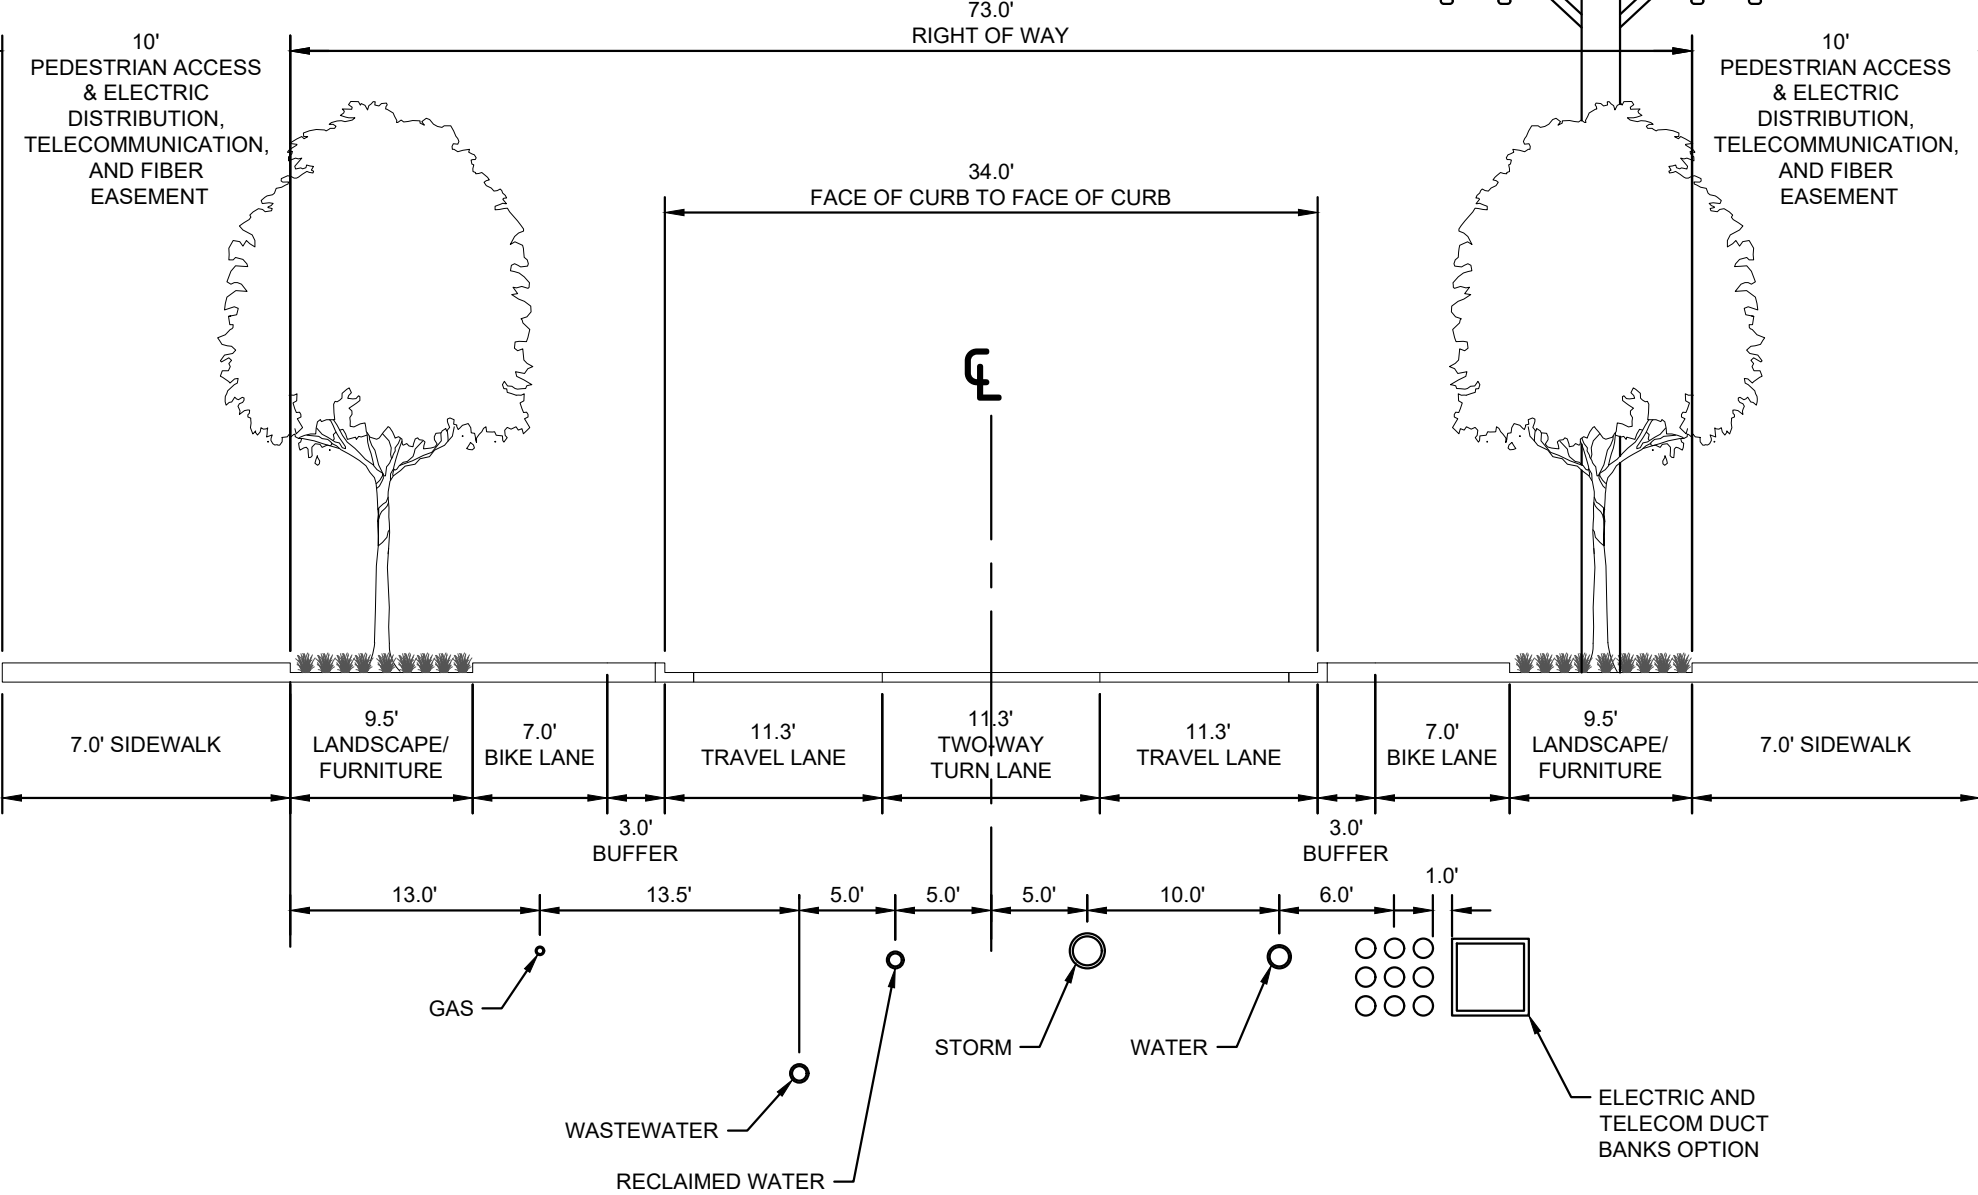 73.0'
RIGHT OF WAY
10'
PEDESTRIAN ACCESS
& ELECTRIC
DISTRIBUTION,
TELECOMMUNICATION,
AND FIBER
EASEMENT
10'
PEDESTRIAN ACCESS
& ELECTRIC
DISTRIBUTION,
TELECOMMUNICATION,
AND FIBER
EASEMENT
34.0'
FACE OF CURB TO FACE OF CURB
CL
7.0' SIDEWALK
9.5'
LANDSCAPE/
FURNITURE
7.0'
BIKE LANE
11.3'
TRAVEL LANE
11.3'
TWO-WAY
TURN LANE
11.3'
TRAVEL LANE
7.0'
BIKE LANE
9.5'
LANDSCAPE/
FURNITURE
7.0' SIDEWALK
3.0'
BUFFER
3.0'
BUFFER
13.0'
13.5'
5.0'
5.0'
5.0'
10.0'
6.0'
1.0'
GAS
STORM
WATER
WASTEWATER
RECLAIMED WATER
ELECTRIC AND
TELECOM DUCT
BANKS OPTION